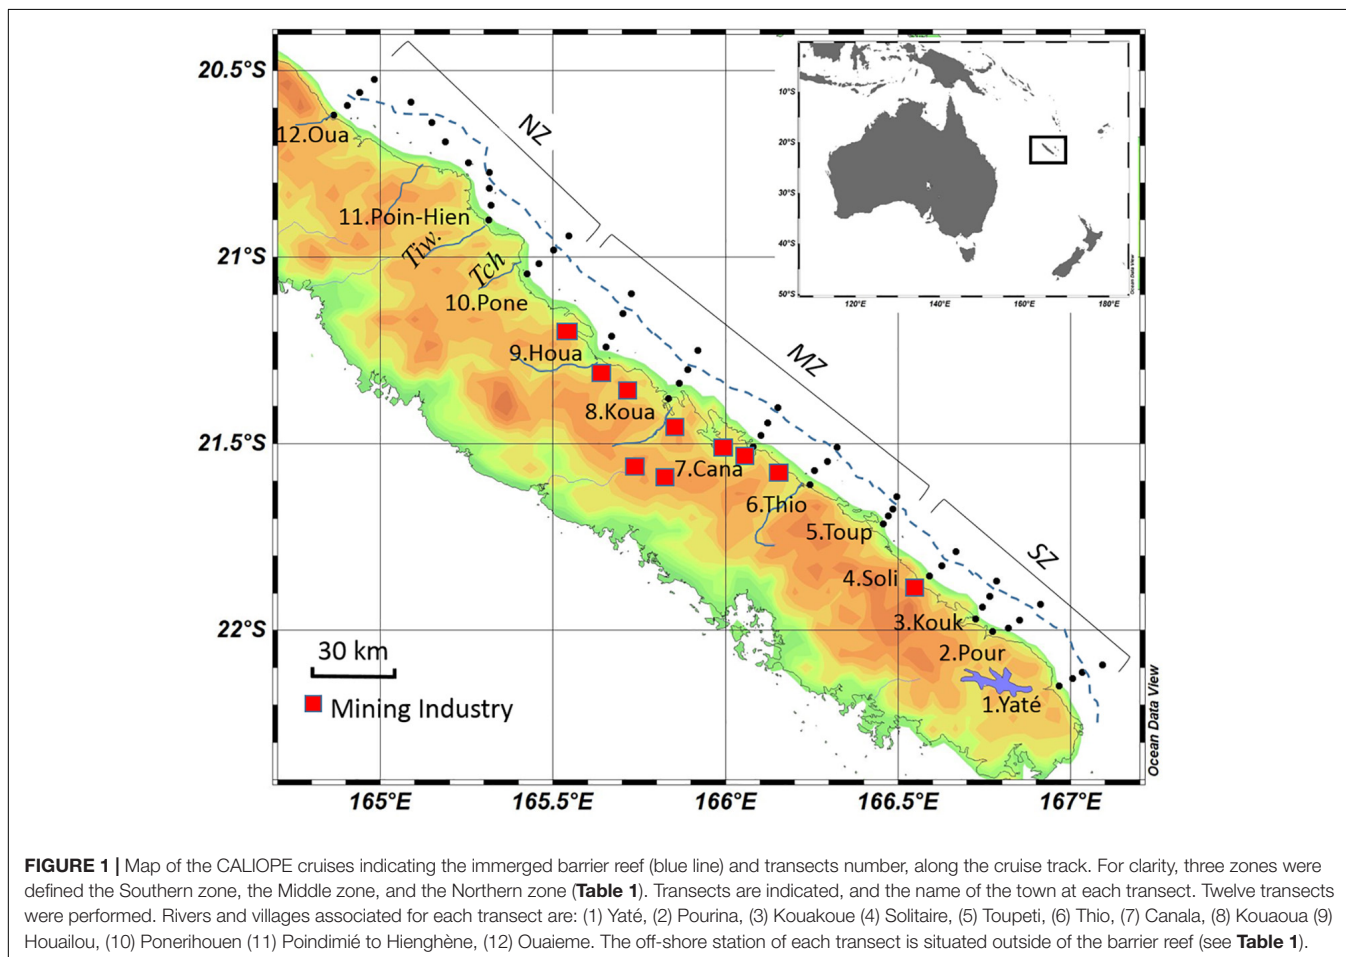 20.5°S
21°S
21.5°S
22°S
165°E
165.5°E
166°E
166.5°E
167°E
NZ
MZ
SZ
12.Oua
11.Poin-Hien
Tiw.
Tch
10.Pone
9.Houa
8.Koua
7.Cana
6.Thio
5.Toup
4.Soli
3.Kouk
2.Pour
1.Yaté
30 km
Mining Industry
Ocean Data View
10°S
20°S
30°S
40°S
50°S
120°E
140°E
160°E
180°E
Ocean Data View
FIGURE 1 | Map of the CALIOPE cruises indicating the immerged barrier reef (blue line) and transects number, along the cruise track. For clarity, three zones were
defined the Southern zone, the Middle zone, and the Northern zone (Table 1). Transects are indicated, and the name of the town at each transect. Twelve transects
were performed. Rivers and villages associated for each transect are: (1) Yaté, (2) Pourina, (3) Kouakoue (4) Solitaire, (5) Toupeti, (6) Thio, (7) Canala, (8) Kouaoua (9)
Houailou, (10) Ponerihouen (11) Poindimié to Hienghène, (12) Ouaieme. The off-shore station of each transect is situated outside of the barrier reef (see Table 1).